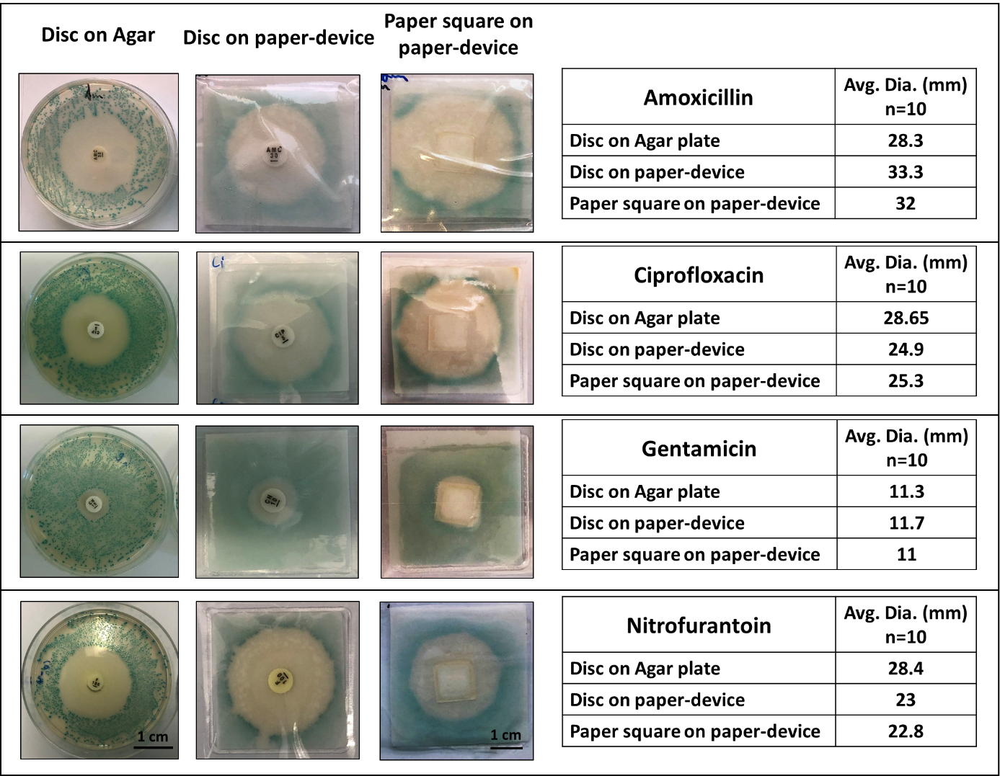 Disc on Agar
Disc on paper-device
Paper square on
paper-device
Am
AMC
30
Amoxicillin
Avg. Dia. (mm)
n=10
Disc on Agar plate
28.3
Disc on paper-device
33.3
Paper square on paper-device
32
Ci
CIP
5
Ciprofloxacin
Avg. Dia. (mm)
n=10
Disc on Agar plate
28.65
Disc on paper-device
24.9
Paper square on paper-device
25.3
CN
10
Gentamicin
Avg. Dia. (mm)
n=10
Disc on Agar plate
11.3
Disc on paper-device
11.7
Paper square on paper-device
11
1 cm
1 cm
Nitrofurantoin
Avg. Dia. (mm)
n=10
Disc on Agar plate
28.4
Disc on paper-device
23
Paper square on paper-device
22.8